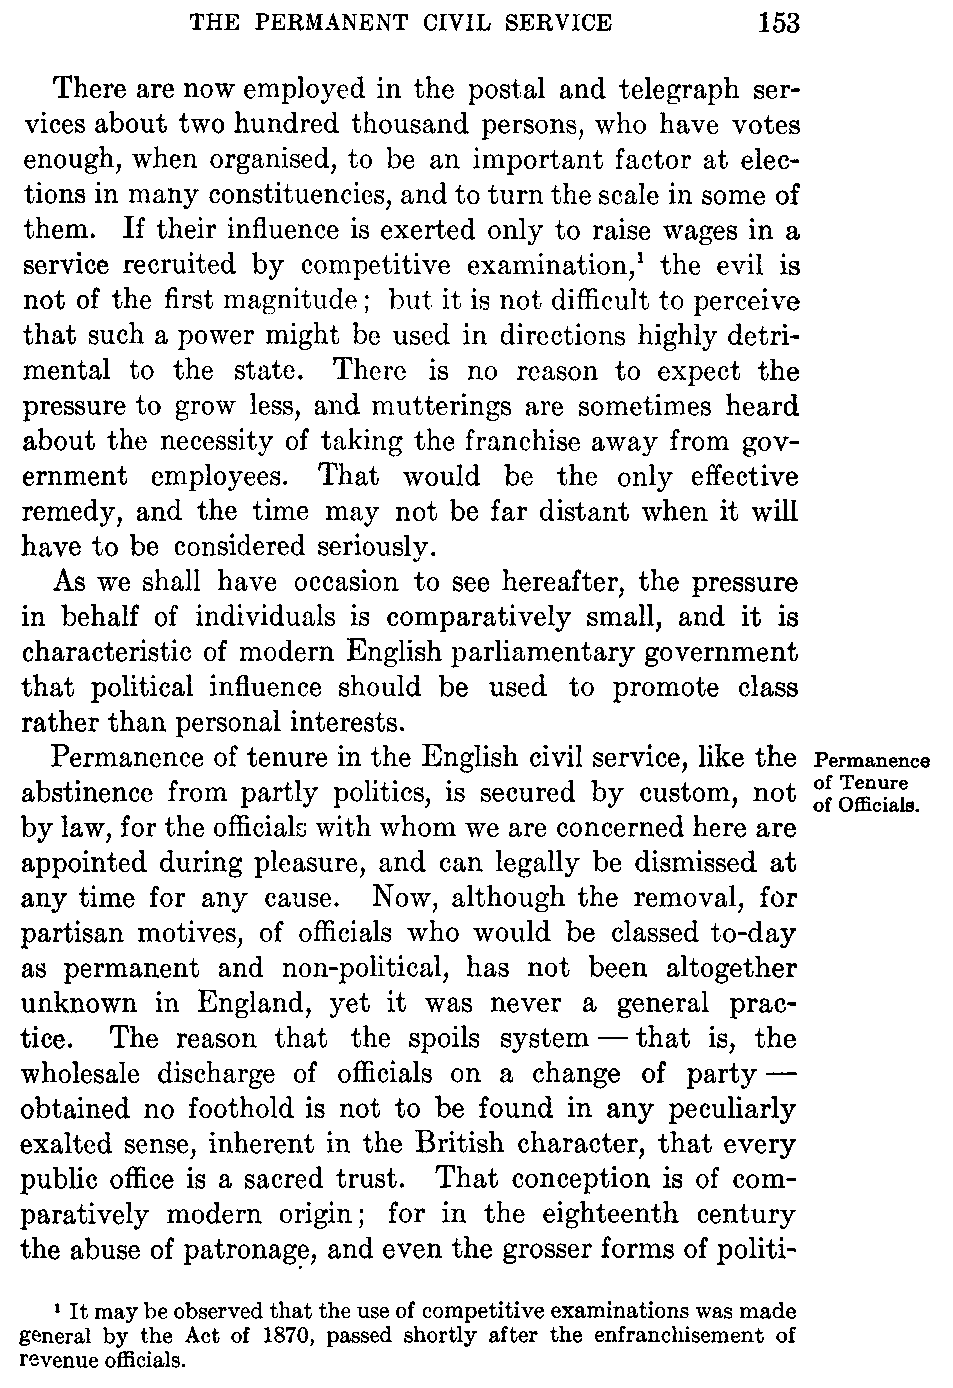 THE PERMANENT CIVIL SERVICE 153
There are now employed in the postal and telegraph ser-
vices about two hundred thousand persons, who have votes
enough, when organised, to be an important factor at elec-
tions in many constituencies, and to turn the scale in some of
them. If their influence is exerted only to raise wages in a
service recruited by competitive examination,¹ the evil is
not of the first magnitude; but it is not difficult to perceive
that such a power might be used in directions highly detri-
mental to the state. There is no reason to expect the
pressure to grow less, and mutterings are sometimes heard
about the necessity of taking the franchise away from gov-
ernment employees. That would be the only effective
remedy, and the time may not be far distant when it will
have to be considered seriously.
As we shall have occasion to see hereafter, the pressure
in behalf of individuals is comparatively small, and it is
characteristic of modern English parliamentary government
that political influence should be used to promote class
rather than personal interests.
Permanence of tenure in the English civil service, like the
abstinence from partly politics, is secured by custom, not
by law, for the officials with whom we are concerned here are
appointed during pleasure, and can legally be dismissed at
any time for any cause. Now, although the removal, for
partisan motives, of officials who would be classed to-day
as permanent and non-political, has not been altogether
unknown in England, yet it was never a general prac-
tice. The reason that the spoils system — that is, the
wholesale discharge of officials on a change of party —
obtained no foothold is not to be found in any peculiarly
exalted sense, inherent in the British character, that every
public office is a sacred trust. That conception is of com-
paratively modern origin; for in the eighteenth century
the abuse of patronage, and even the grosser forms of politi-
Permanence
of Tenure
of Officials.
¹ It may be observed that the use of competitive examinations was made
general by the Act of 1870, passed shortly after the enfranchisement of
revenue officials.